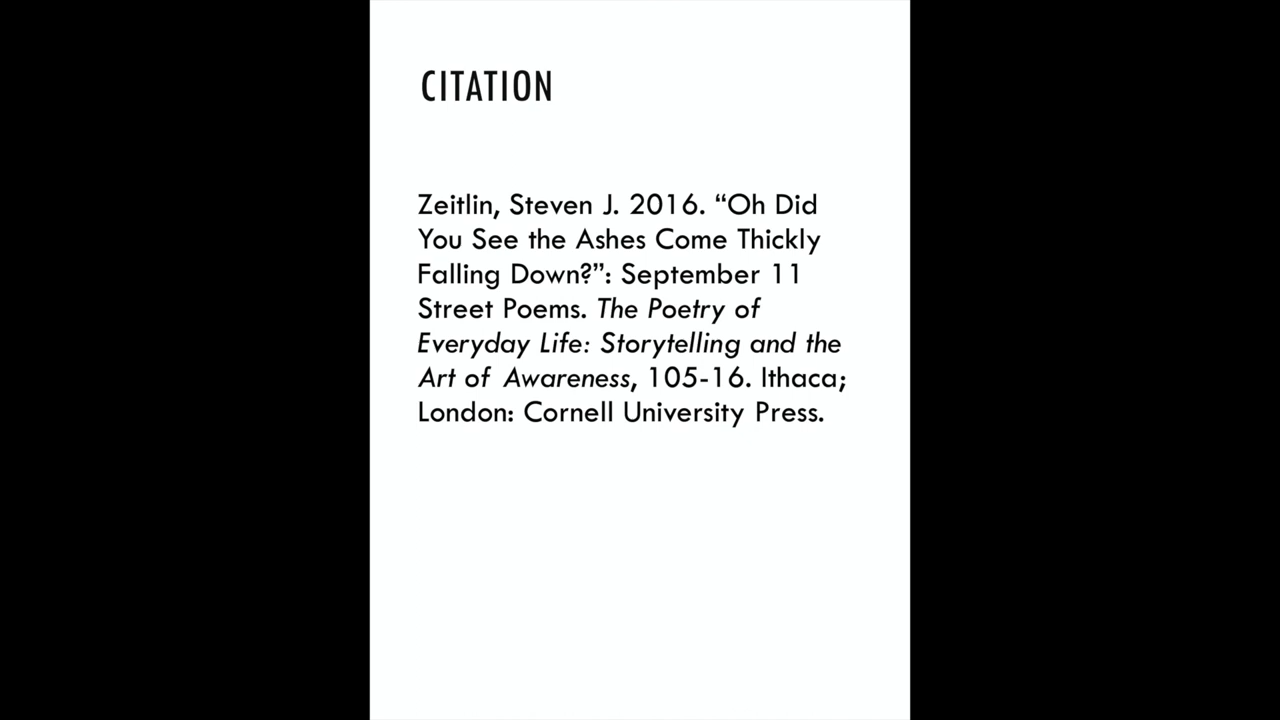 CITATION
Zeitlin, Steven J. 2016. “Oh Did
You See the Ashes Come Thickly
Falling Down?”: September 11
Street Poems. The Poetry of
Everyday Life: Storytelling and the
Art of Awareness, 105-16. Ithaca;
London: Cornell University Press.